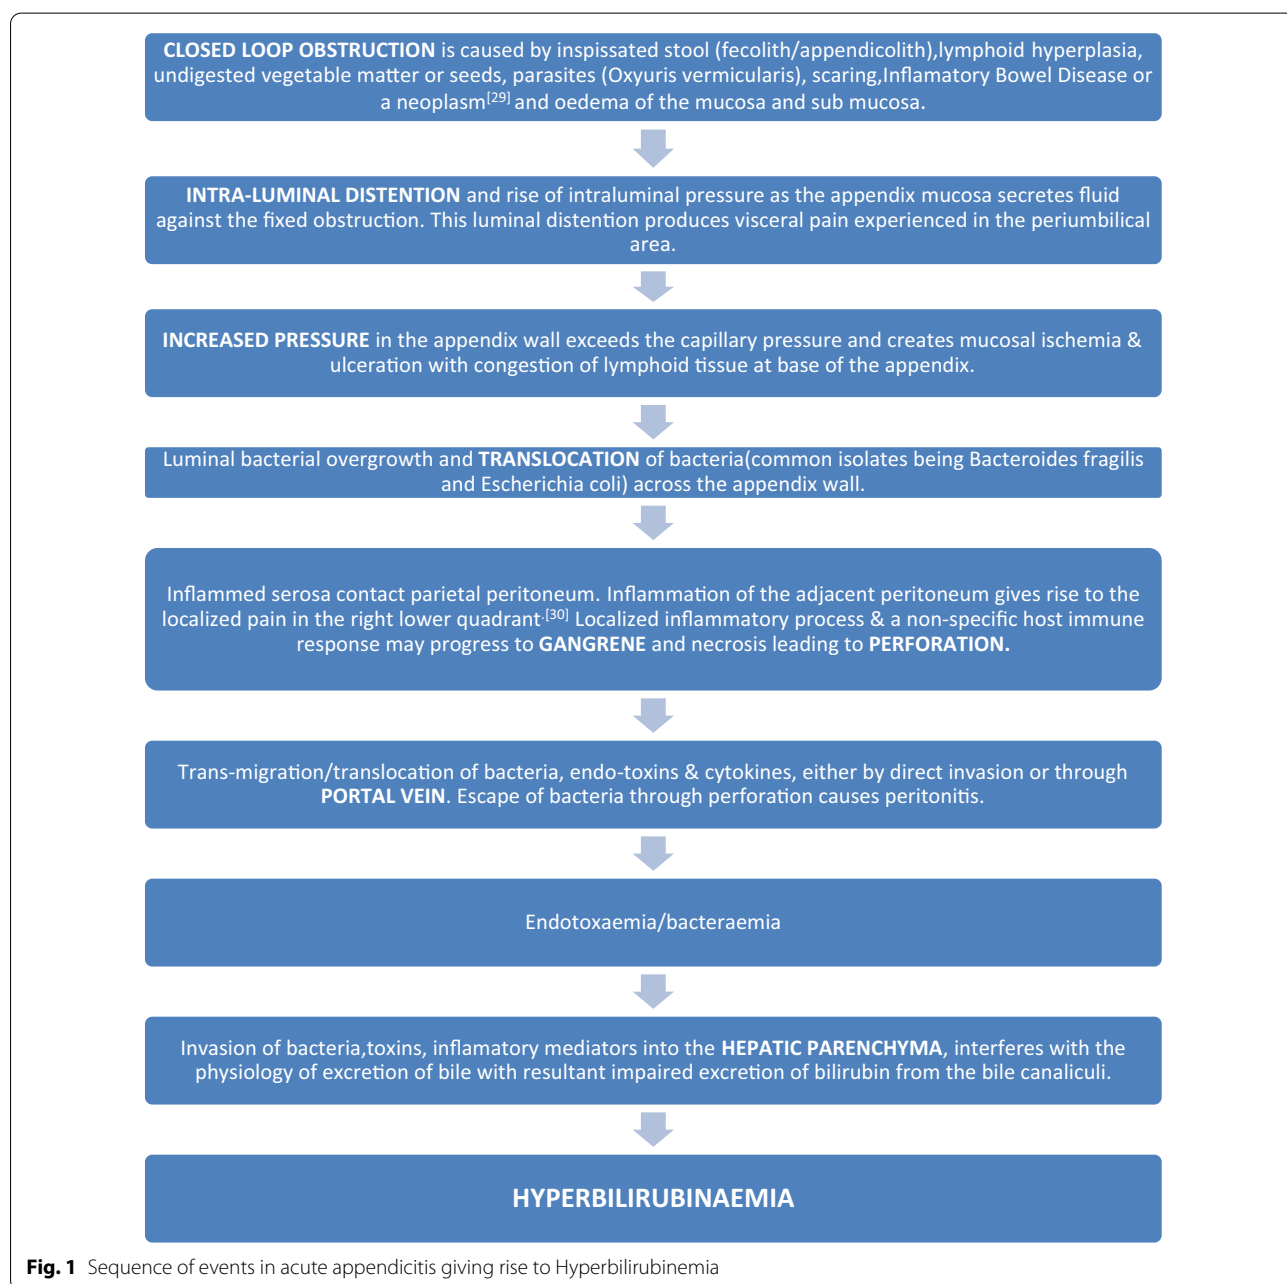 CLOSED LOOP OBSTRUCTION is caused by inspissated stool (fecolith/appendicolith),lymphoid hyperplasia,
undigested vegetable matter or seeds, parasites (Oxyuris vermicularis), scaring,Inflamatory Bowel Disease or
a neoplasm[29] and oedema of the mucosa and sub mucosa.
INTRA-LUMINAL DISTENTION and rise of intraluminal pressure as the appendix mucosa secretes fluid
against the fixed obstruction. This luminal distention produces visceral pain experienced in the periumbilical
area.
INCREASED PRESSURE in the appendix wall exceeds the capillary pressure and creates mucosal ischemia &
ulceration with congestion of lymphoid tissue at base of the appendix.
Luminal bacterial overgrowth and TRANSLOCATION of bacteria(common isolates being Bacteroides fragilis
and Escherichia coli) across the appendix wall.
Inflammed serosa contact parietal peritoneum. Inflammation of the adjacent peritoneum gives rise to the
localized pain in the right lower quadrant.[30] Localized inflammatory process & a non-specific host immune
response may progress to GANGRENE and necrosis leading to PERFORATION.
Trans-migration/translocation of bacteria, endo-toxins & cytokines, either by direct invasion or through
PORTAL VEIN. Escape of bacteria through perforation causes peritonitis.
Endotoxaemia/bacteraemia
Invasion of bacteria,toxins, inflamatory mediators into the HEPATIC PARENCHYMA, interferes with the
physiology of excretion of bile with resultant impaired excretion of bilirubin from the bile canaliculi.
HYPERBILIRUBINAEMIA
Fig. 1 Sequence of events in acute appendicitis giving rise to Hyperbilirubinemia